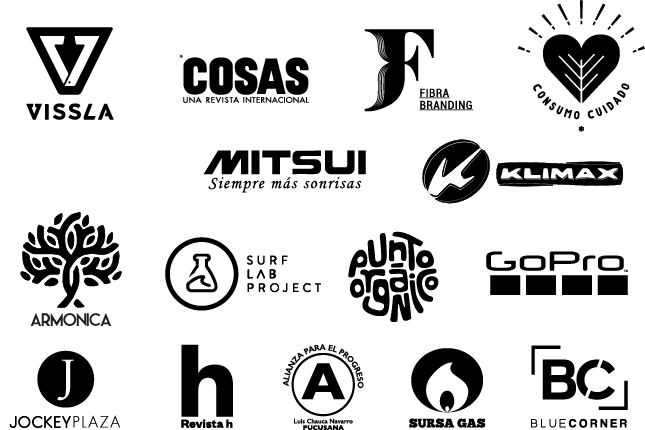 VISSLA
COSAS
UNA REVISTA INTERNACIONAL
F
FIBRA
BRANDING
CONSUMO CUIDADO
MITSUI
Siempre más sonrisas
KLIMAX
ARMONICA
SURF
LAB
PROJECT
punto
orgánico
GoPro
J
JOCKEYPLAZA
h
Revista h
ALIANZA PARA EL PROGRESO
A
Luis Chauca Navarro
PUCUSANA
SURSA GAS
BC
BLUECORNER